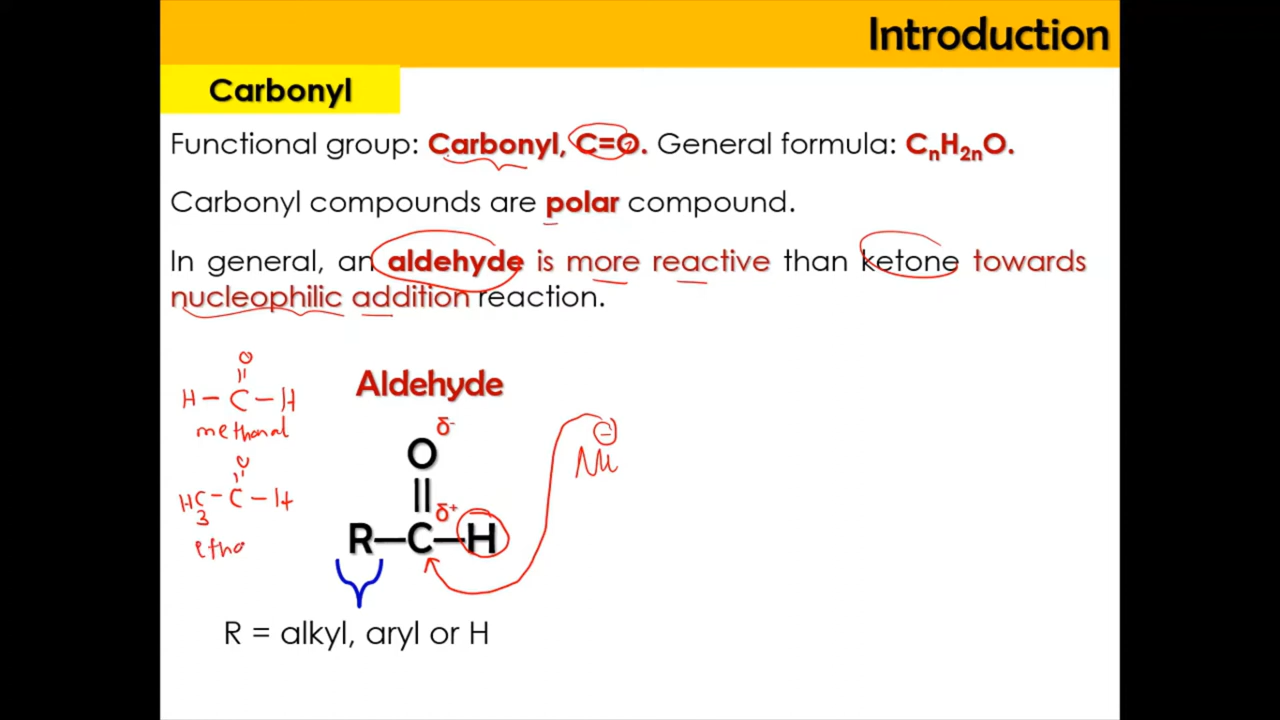 Introduction
Carbonyl
Functional group: Carbonyl, C=O. General formula: CnH2nO.
Carbonyl compounds are polar compound.
In general, an aldehyde is more reactive than ketone towards
nucleophilic addition reaction.
O
H–C–H
methanal
O
H3C–C–H
etha
Aldehyde
δ-
O
δ+
R–C–H
Nu
-
R = alkyl, aryl or H